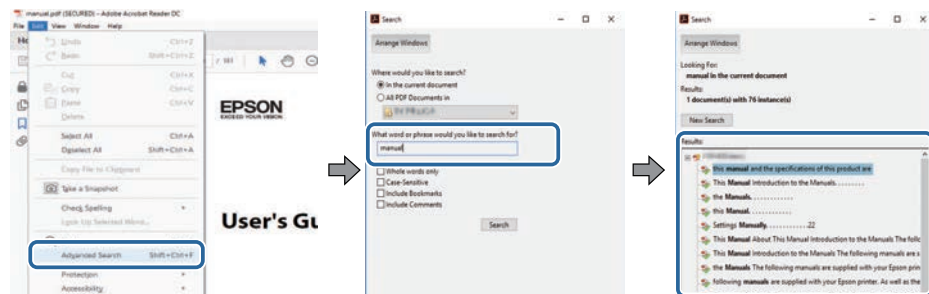 manual.pdf (SECURED) - Adobe Acrobat Reader DC
File Edit View Window Help
Undo Ctrl+Z
Redo Shift+Ctrl+Z
Cut Ctrl+X
Copy Ctrl+C
Paste Ctrl+V
Delete
Select All Ctrl+A
Deselect All Shift+Ctrl+A
Copy File to Clipboard
Take a Snapshot
Check Spelling
Look Up Selected Word...
Advanced Search Shift+Ctrl+F
Protection
Accessibility
/ 181
EPSON
EXCEED YOUR VISION
User's Gu
Search
Arrange Windows
Where would you like to search?
In the current document
All PDF Documents in
What word or phrase would you like to search for?
manual
Whole words only
Case-Sensitive
Include Bookmarks
Include Comments
Search
Search
Arrange Windows
Looking For:
manual in the current document
Results:
1 document(s) with 76 instance(s)
New Search
Results:
this manual and the specifications of this product are
This Manual Introduction to the Manuals.........
the Manuals.............
this Manual.............
Settings Manually.............22
This Manual About This Manual Introduction to the Manuals The follo
This Manual Introduction to the Manuals The following manuals are s
the Manuals The following manuals are supplied with your Epson prin
following manuals are supplied with your Epson printer. As well as the